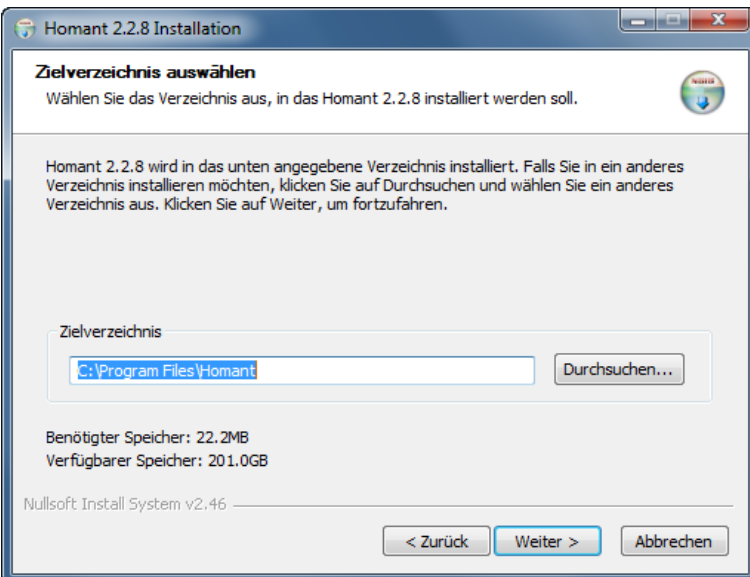 Homant 2.2.8 Installation
Zielverzeichnis auswählen
Wählen Sie das Verzeichnis aus, in das Homant 2.2.8 installiert werden soll.
Homant 2.2.8 wird in das unten angegebene Verzeichnis installiert. Falls Sie in ein anderes
Verzeichnis installieren möchten, klicken Sie auf Durchsuchen und wählen Sie ein anderes
Verzeichnis aus. Klicken Sie auf Weiter, um fortzufahren.
Zielverzeichnis
C:\Program Files\Homant
Durchsuchen...
Benötigter Speicher: 22.2MB
Verfügbarer Speicher: 201.0GB
Nullsoft Install System v2.46
< Zurück
Weiter >
Abbrechen